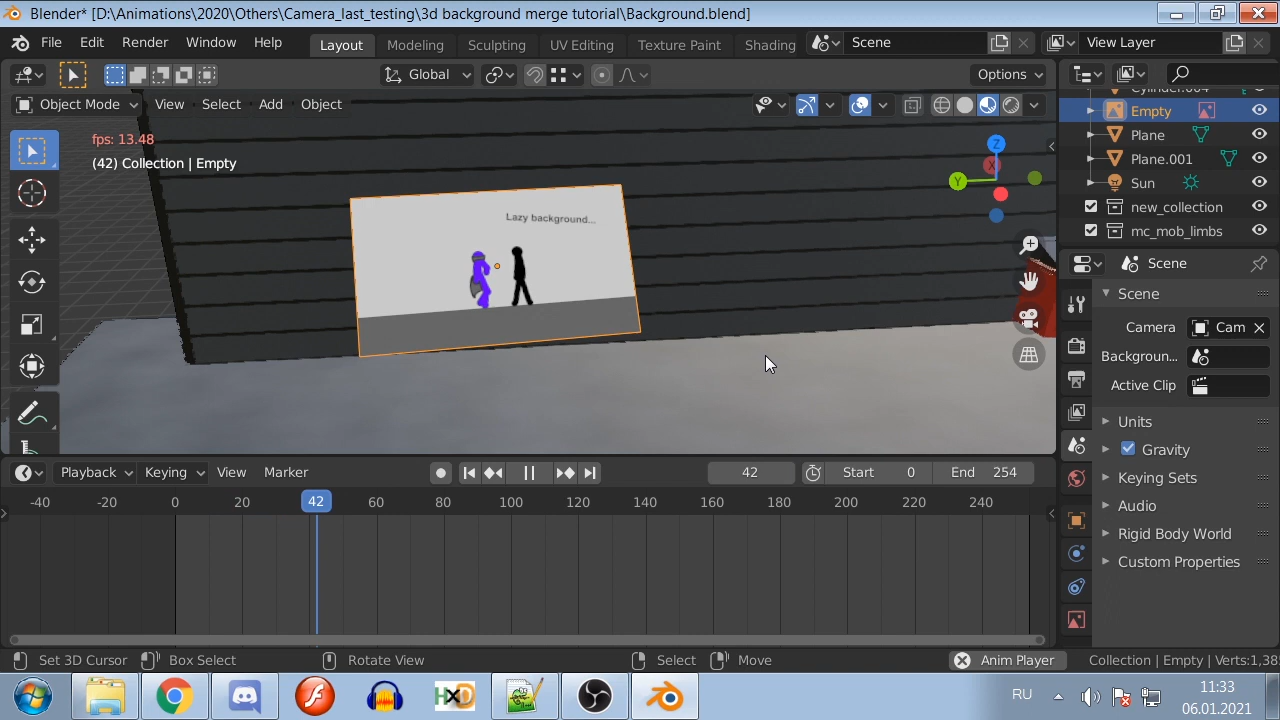 Blender* [D:\Animations\2020\Others\Camera_last_testing\3d background merge tutorial\Background.blend]
File Edit Render Window Help Layout Modeling Sculpting UV Editing Texture Paint Shading Scene View Layer
Global Options
Object Mode View Select Add Object
fps: 13.48
(42) Collection | Empty
Z
X
Y
Lazy background...
Cylinder.004
Empty
Plane
Plane.001
Sun
new_collection
mc_mob_limbs
Scene
Scene
Camera Cam
Backgroun...
Active Clip
Units
Gravity
Keying Sets
Audio
Rigid Body World
Custom Properties
Playback Keying View Marker 42 Start 0 End 254
-40 -20 0 20 42 60 80 100 120 140 160 180 200 220 240
Set 3D Cursor Box Select Rotate View Select Move Anim Player Collection | Empty | Verts:1,38
HXD
RU
11:33
06.01.2021